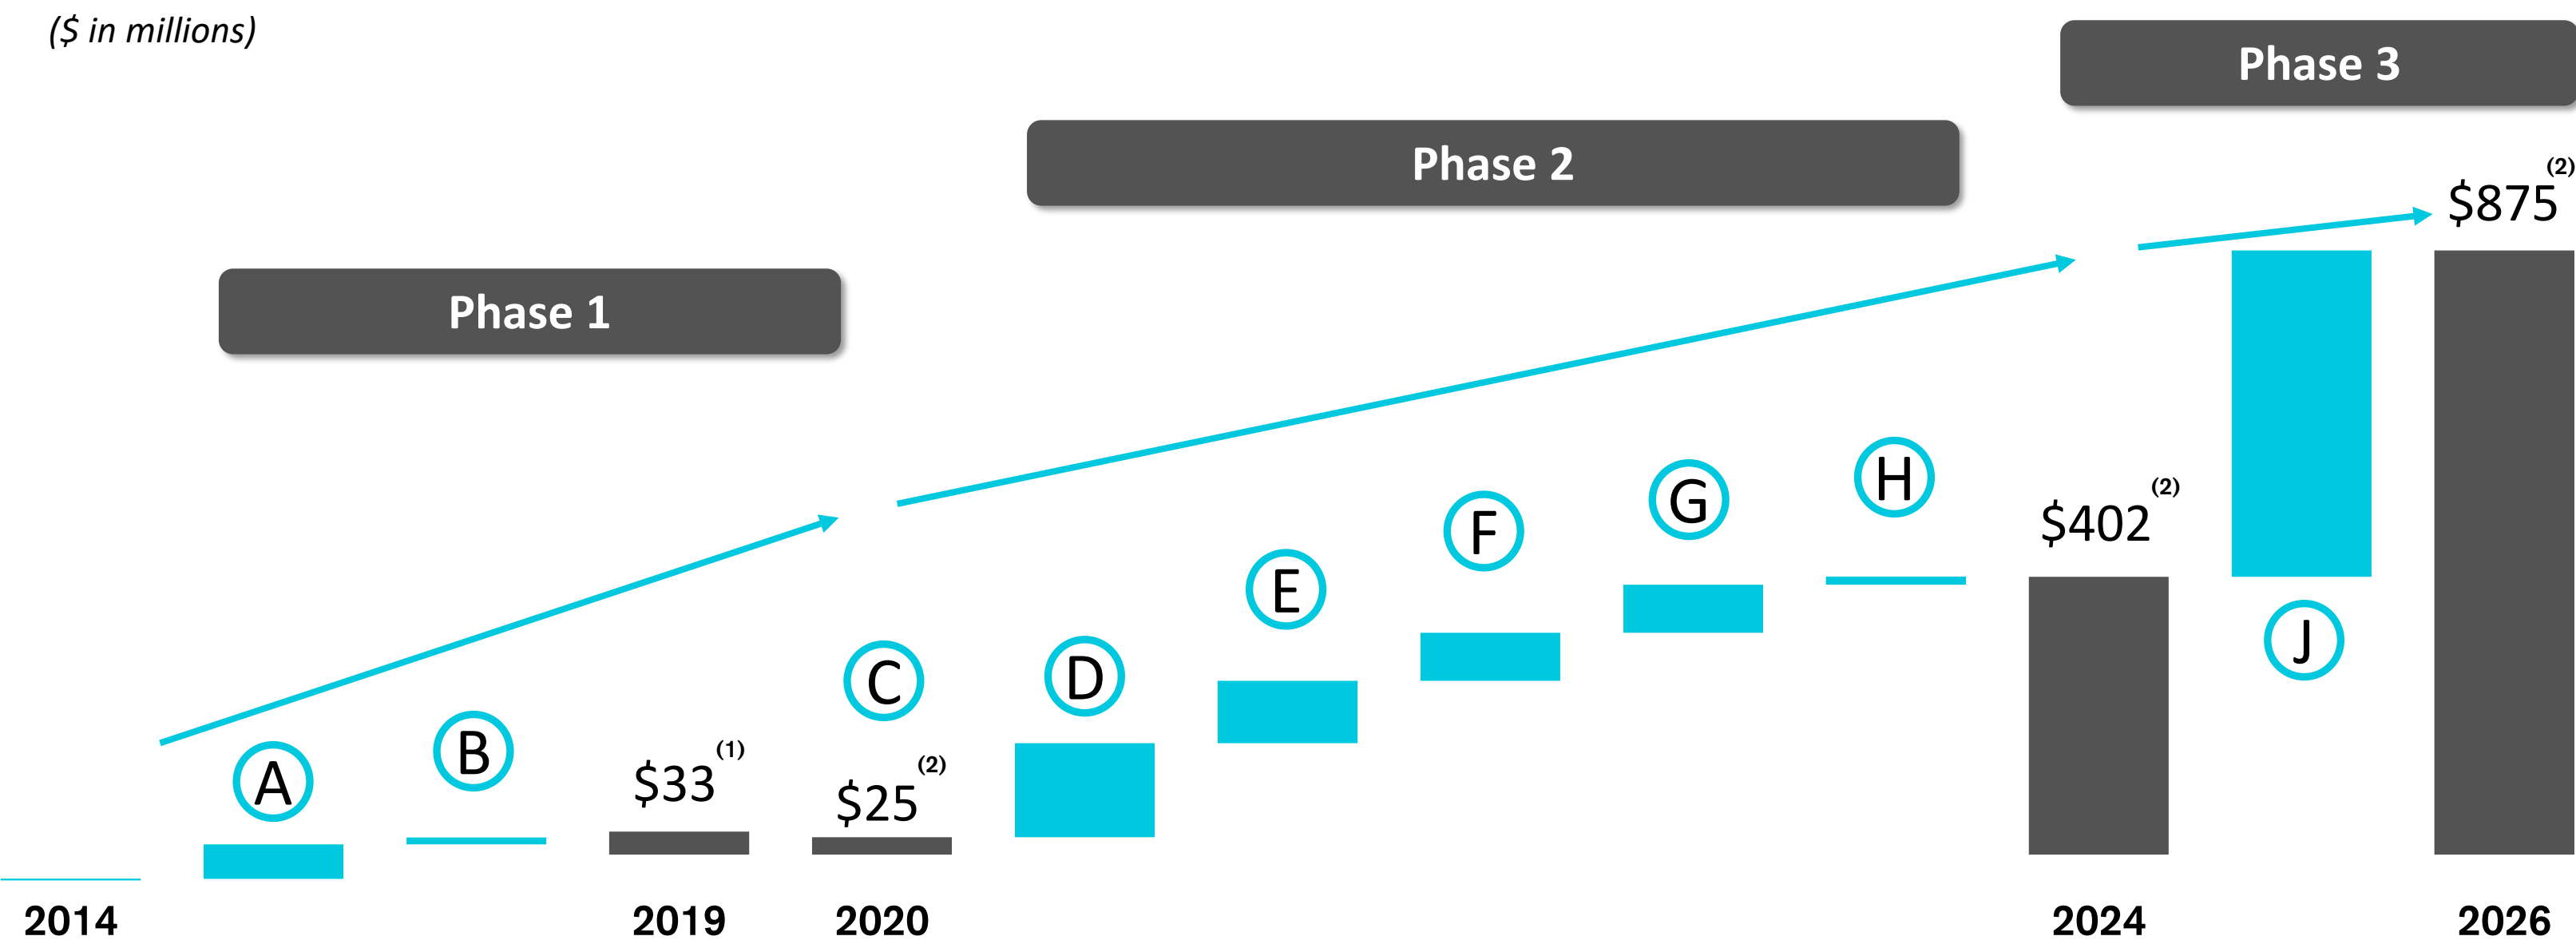 ($ in millions)
Phase 3
Phase 2
Phase 1
$875(2)
H
G
F
$402(2)
E
J
D
C
B
A
$33(1)
$25(2)
2014
2019
2020
2024
2026